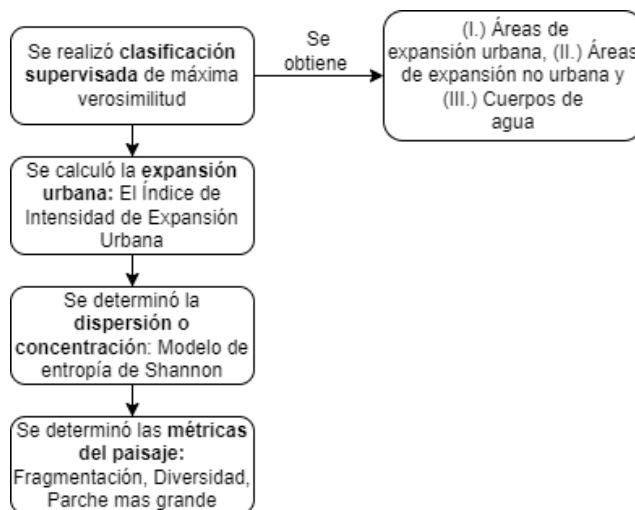 Se realizó clasificación
supervisada de máxima
verosimilitud
Se
obtiene
(I.) Áreas de
expansión urbana, (II.) Áreas
de expansión no urbana y
(III.) Cuerpos de
agua
Se calculó la expansión
urbana: El Índice de
Intensidad de Expansión
Urbana
Se determinó la
dispersión o
concentración: Modelo de
entropía de Shannon
Se determinó las métricas
del paisaje:
Fragmentación, Diversidad,
Parche mas grande